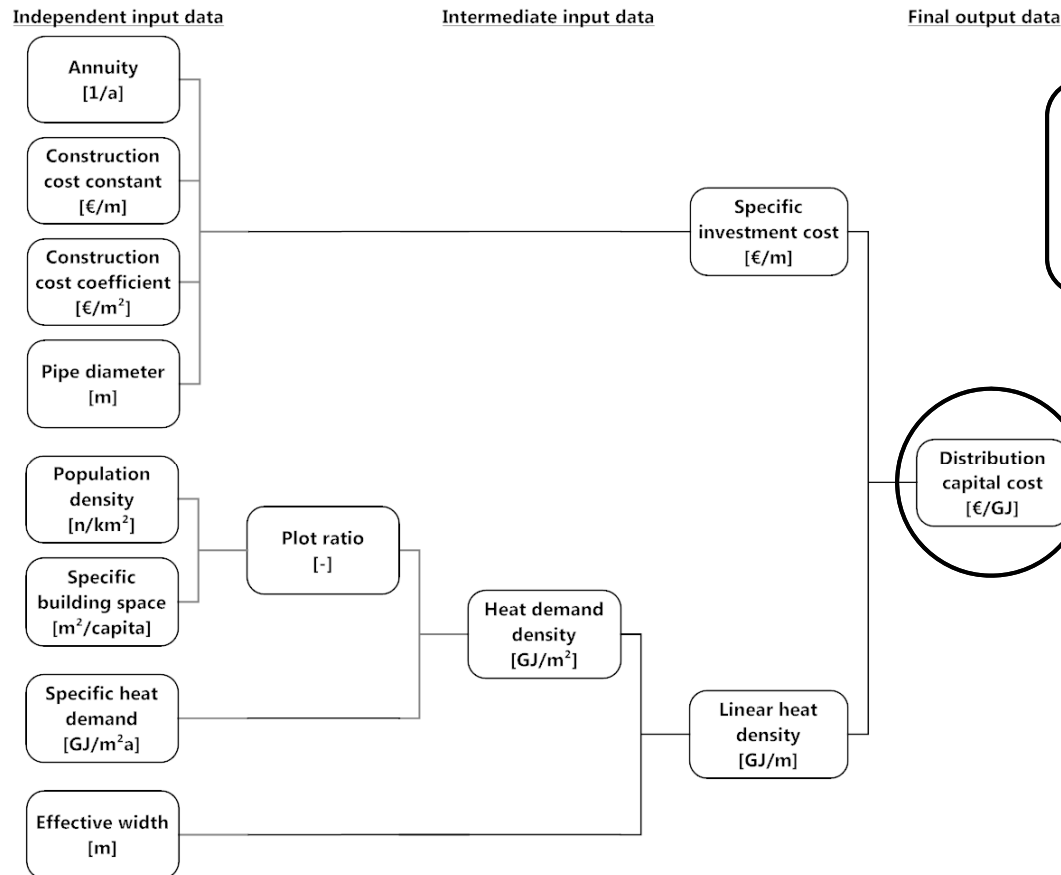 Independent input data
Intermediate input data
Final output data
Annuity
[1/a]
Construction
cost constant
[€/m]
Construction
cost coefficient
[€/m²]
Pipe diameter
[m]
Specific
investment cost
[€/m]
Population
density
[n/km²]
Specific
building space
[m²/capita]
Plot ratio
[-]
Specific heat
demand
[GJ/m²a]
Heat demand
density
[GJ/m²]
Effective width
[m]
Linear heat
density
[GJ/m]
Distribution
capital cost
[€/GJ]